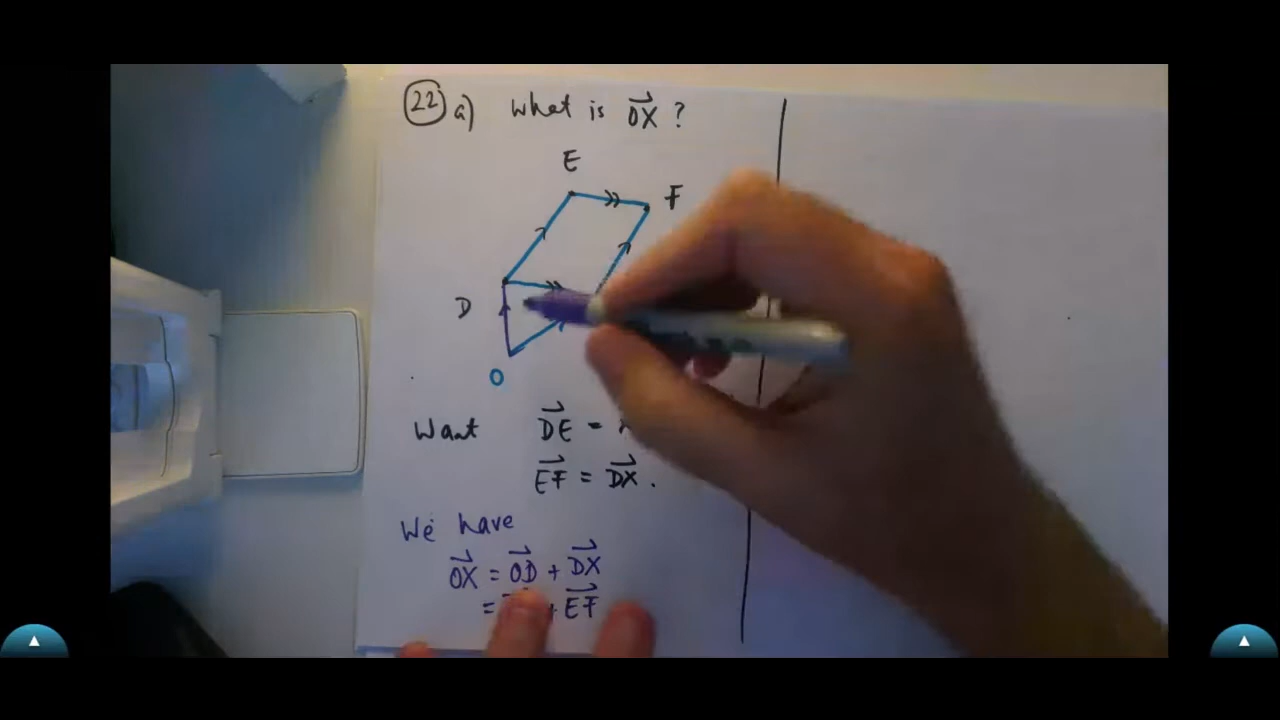 22 a) What is OX ?
E
F
D
O
Want DE =
EF = DX .
We have
OX = OD + DX
= + EF